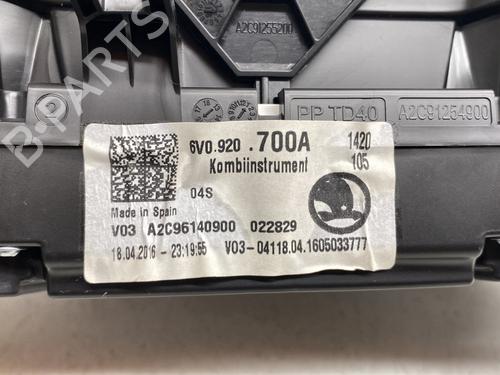 A2C91255200
B-PARTS
PP TD40
A2C91254900
6V0.920 .700A 1420
Kombiinstrument 105
04S
Made in Spain
V03 A2C96140900 022829
18.04.2016 - 23:19:55 V03-04118.04.1605033777